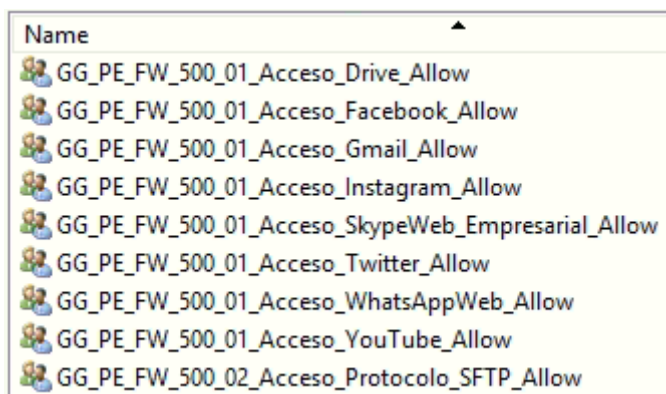 Name
GG_PE_FW_500_01_Acceso_Drive_Allow
GG_PE_FW_500_01_Acceso_Facebook_Allow
GG_PE_FW_500_01_Acceso_Gmail_Allow
GG_PE_FW_500_01_Acceso_Instagram_Allow
GG_PE_FW_500_01_Acceso_SkypeWeb_Empresarial_Allow
GG_PE_FW_500_01_Acceso_Twitter_Allow
GG_PE_FW_500_01_Acceso_WhatsAppWeb_Allow
GG_PE_FW_500_01_Acceso_YouTube_Allow
GG_PE_FW_500_02_Acceso_Protocolo_SFTP_Allow